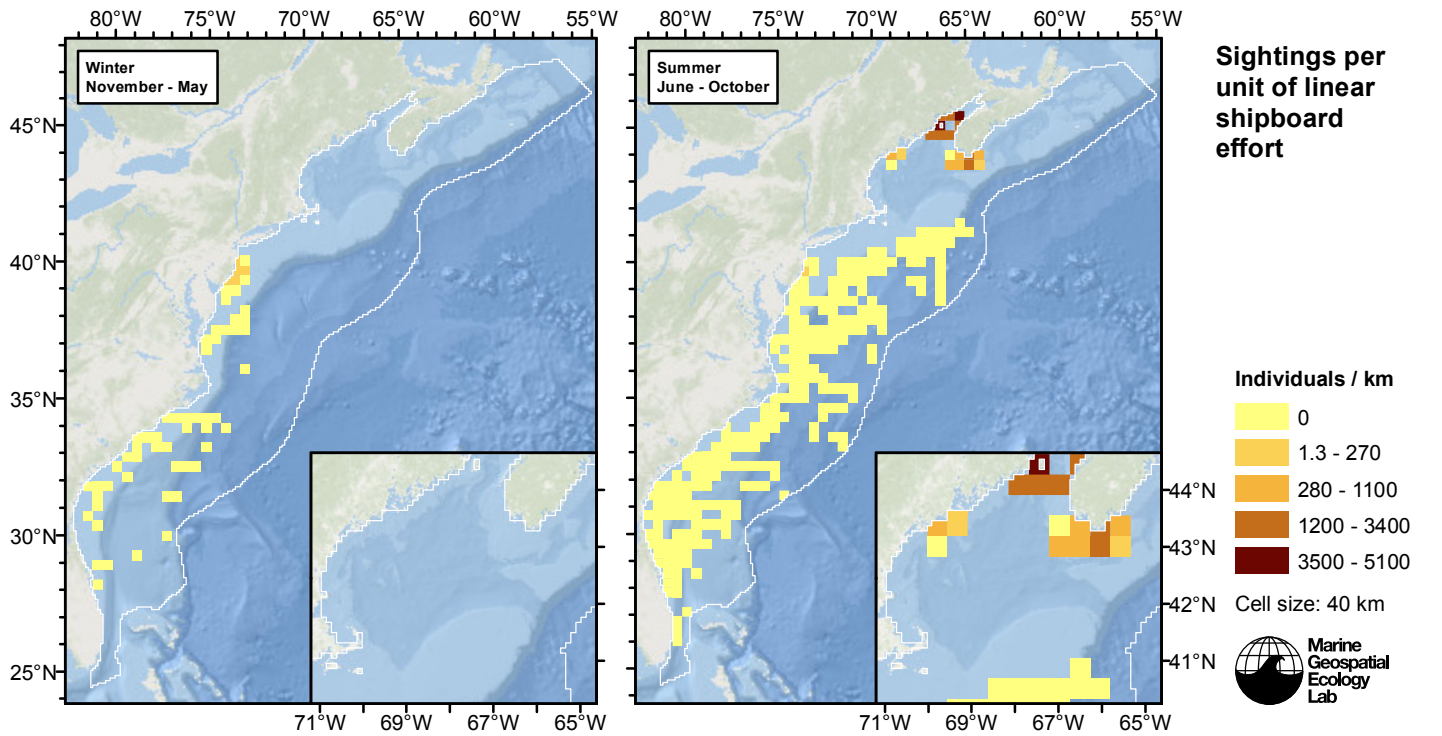 80°W 75°W 70°W 65°W 60°W 55°W
80°W 75°W 70°W 65°W 60°W 55°W
Winter
November - May
Summer
June - October
45°N
40°N
35°N
30°N
25°N
44°N
43°N
42°N
41°N
71°W 69°W 67°W 65°W
71°W 69°W 67°W 65°W
Sightings per
unit of linear
shipboard
effort
Individuals / km
0
1.3 - 270
280 - 1100
1200 - 3400
3500 - 5100
Cell size: 40 km
Marine
Geospatial
Ecology
Lab